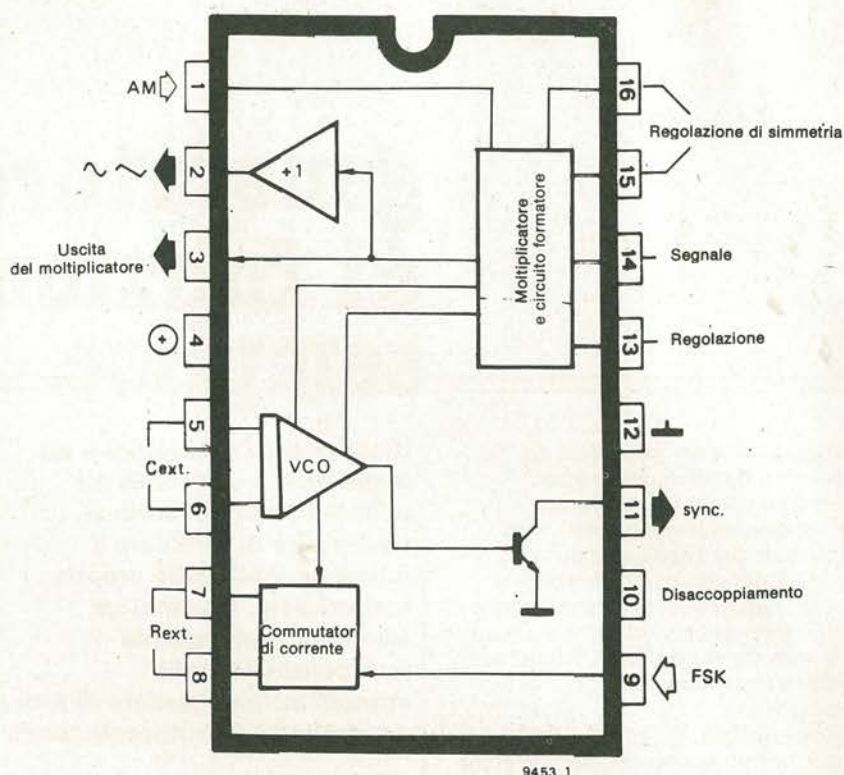 AM
1
2
Uscita
del moltiplicatore
3
+
4
5
Cext.
6
7
Rext.
8
+1
VCO
Commutator
di corrente
Moltiplicatore
e circuito formatore
16
Regolazione di simmetria
15
14
Segnale
13
Regolazione
12
11
sync.
10
Disaccoppiamento
9
FSK
9453 1